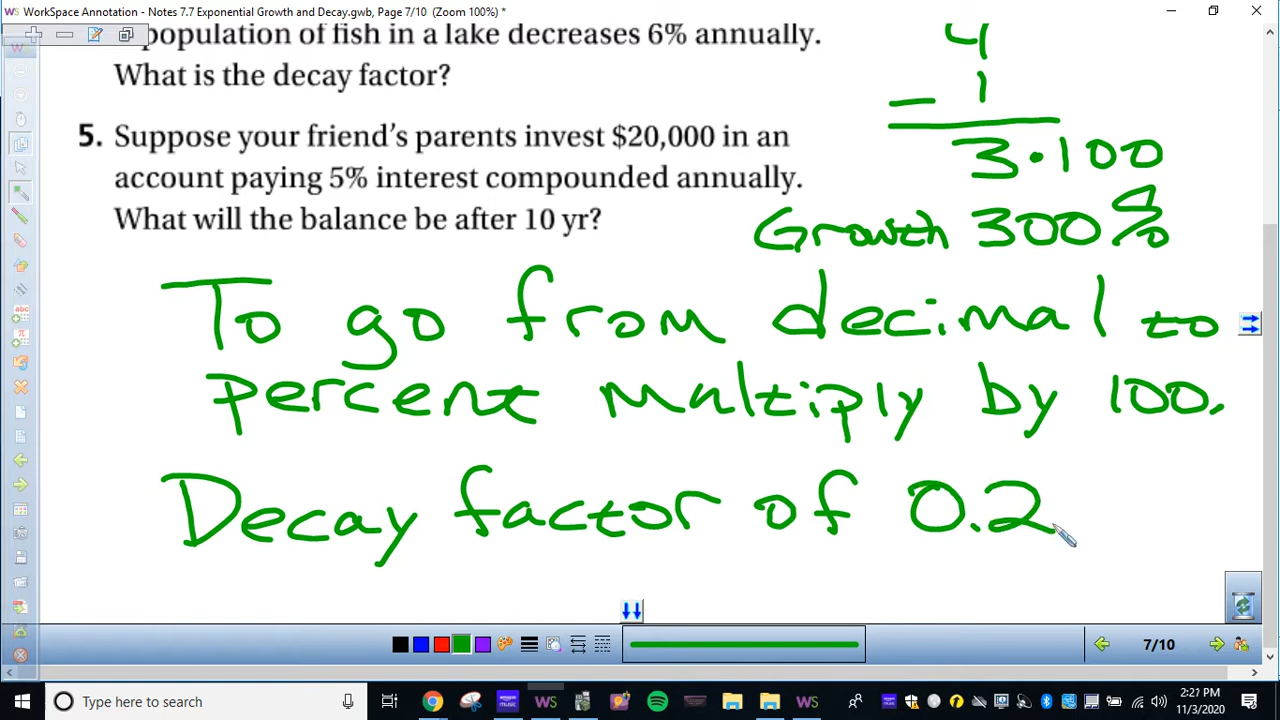 WorkSpace Annotation - Notes 7.7 Exponential Growth and Decay.gwb, Page 7/10 (Zoom 100%) *
population of fish in a lake decreases 6% annually.
What is the decay factor?
5. Suppose your friend's parents invest $20,000 in an
account paying 5% interest compounded annually.
What will the balance be after 10 yr?
4
– 1
3·100
Growth 300%
To go from decimal to
percent multiply by 100.
Decay factor of 0.2
7/10
Type here to search
2:27 PM
11/3/2020